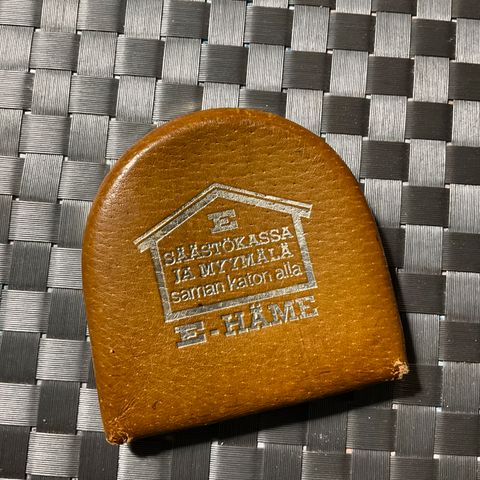 E
SÄÄSTÖKASSA
JA MYYMÄLÄ
saman katon alla
E-HÄME